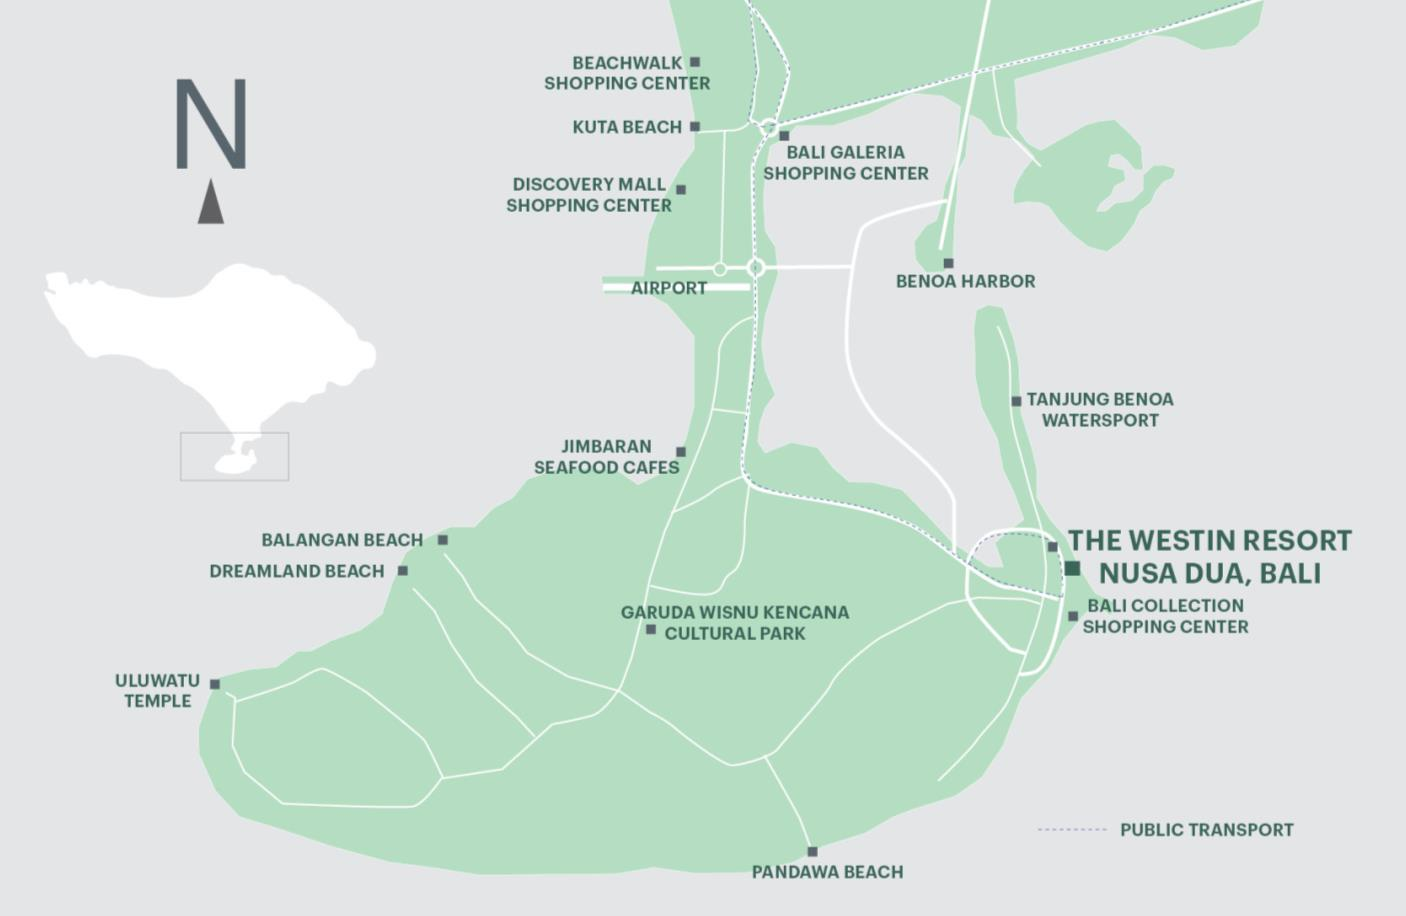 N
BEACHWALK
SHOPPING CENTER
KUTA BEACH
BALI GALERIA
SHOPPING CENTER
DISCOVERY MALL
SHOPPING CENTER
AIRPORT
BENOA HARBOR
TANJUNG BENOA
WATERSPORT
JIMBARAN
SEAFOOD CAFES
BALANGAN BEACH
DREAMLAND BEACH
THE WESTIN RESORT
NUSA DUA, BALI
BALI COLLECTION
SHOPPING CENTER
GARUDA WISNU KENCANA
CULTURAL PARK
ULUWATU
TEMPLE
PUBLIC TRANSPORT
PANDAWA BEACH